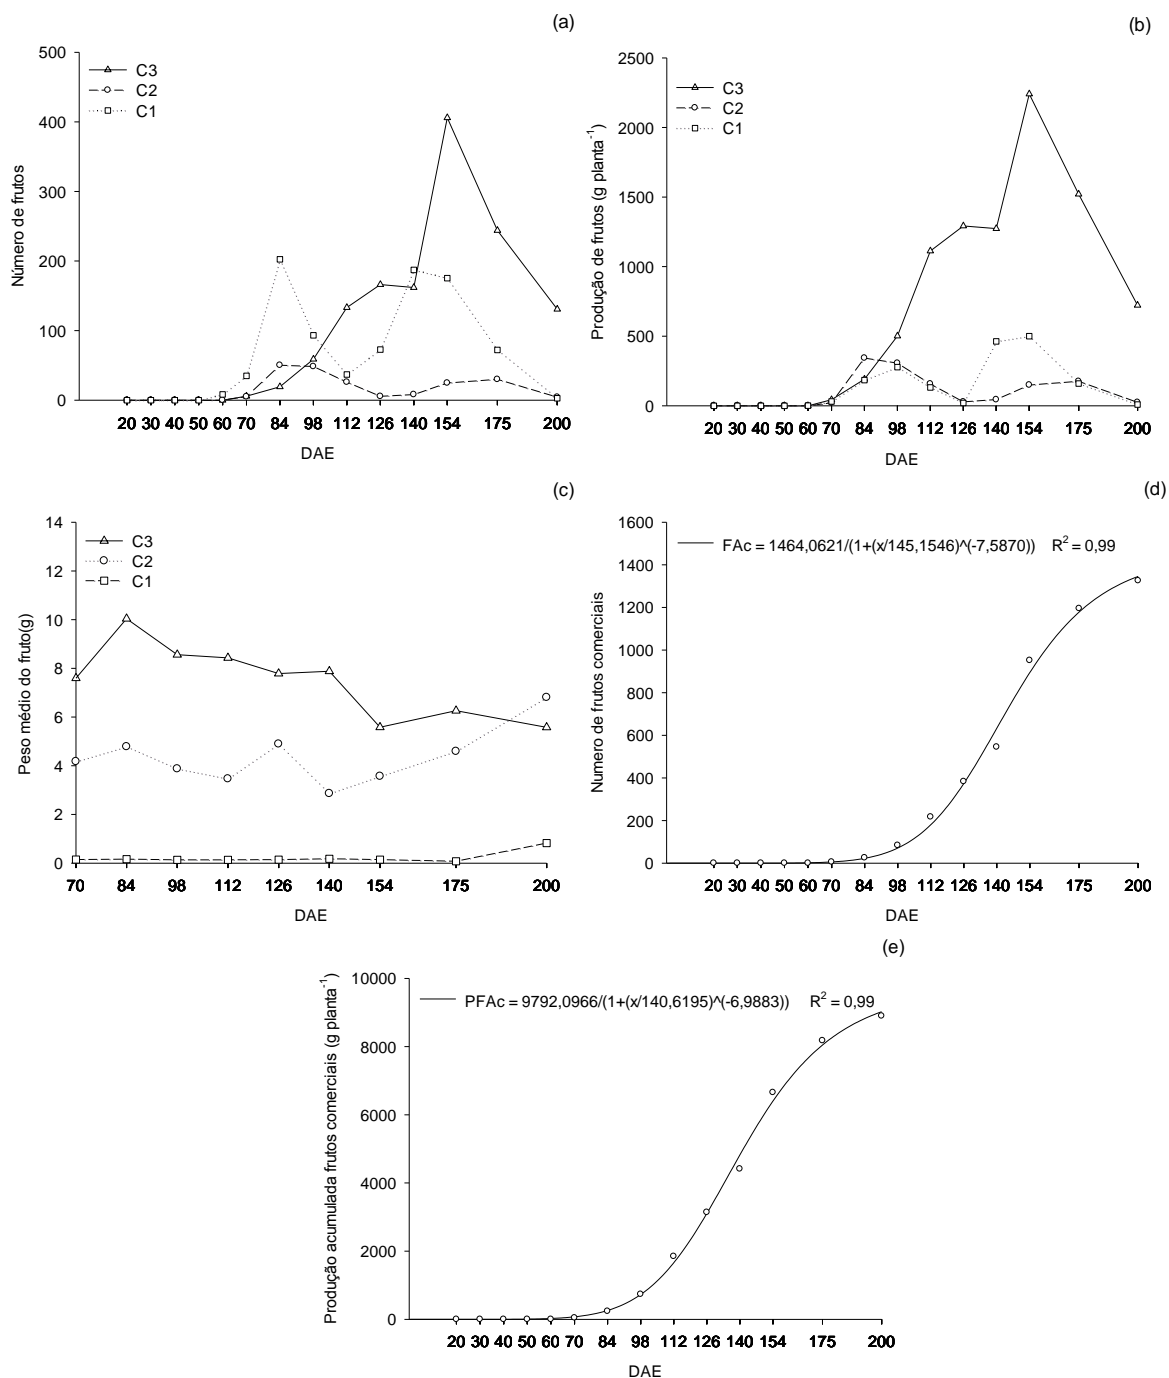 (a)
500
400
300
200
100
0
C3
C2
C1
Número de frutos
20 30 40 50 60 70 84 98 112 126 140 154 175 200
DAE
(b)
2500
2000
1500
1000
500
0
C3
C2
C1
Produção de frutos (g planta-1)
20 30 40 50 60 70 84 98 112 126 140 154 175 200
DAE
(c)
14
12
10
8
6
4
2
0
C3
C2
C1
Peso médio do fruto(g)
70 84 98 112 126 140 154 175 200
DAE
(d)
1600
1400
1200
1000
800
600
400
200
0
FAc = 1464,0621/(1+(x/145,1546)^(-7,5870)) R2 = 0,99
Numero de frutos comerciais
20 30 40 50 60 70 84 98 112 126 140 154 175 200
DAE
(e)
10000
8000
6000
4000
2000
0
PFAc = 9792,0966/(1+(x/140,6195)^(-6,9883)) R2 = 0,99
Produção acumulada frutos comerciais (g planta-1)
20 30 40 50 60 70 84 98 112 126 140 154 175 200
DAE